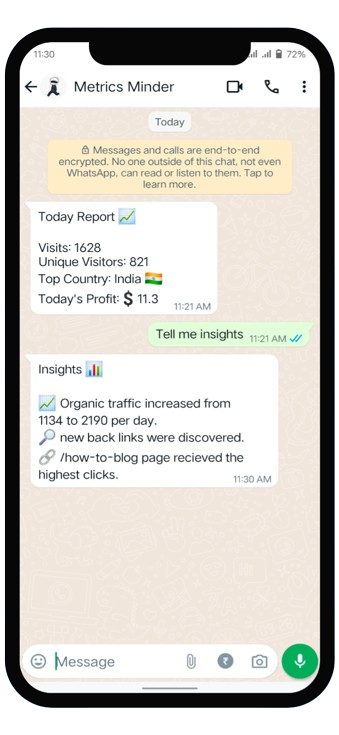 11:30
72%
Metrics Minder
Today
Messages and calls are end-to-end
encrypted. No one outside of this chat, not even
WhatsApp, can read or listen to them. Tap to
learn more.
Today Report 📈
Visits: 1628
Unique Visitors: 821
Top Country: India 🇮🇳
Today's Profit: $ 11.3
11:21 AM
Tell me insights 11:21 AM
Insights 📊
📈 Organic traffic increased from
1134 to 2190 per day.
🔎 new back links were discovered.
🔗 /how-to-blog page recieved the
highest clicks.
11:30 AM
Message
₹